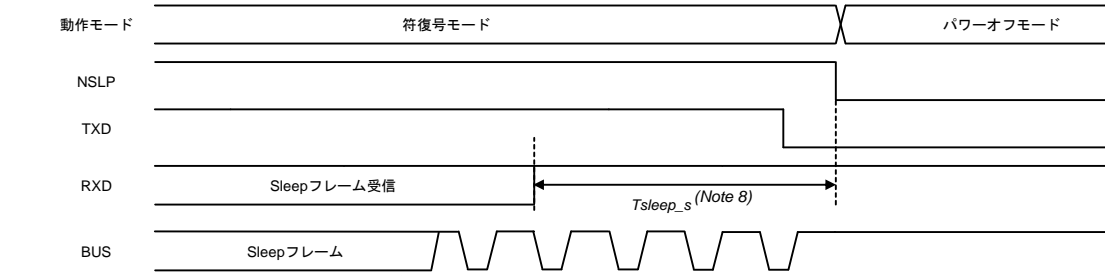 動作モード
符復号モード
パワーオフモード
NSLP
TXD
RXD
Sleepフレーム受信
Tsleep_s (Note 8)
BUS
Sleepフレーム